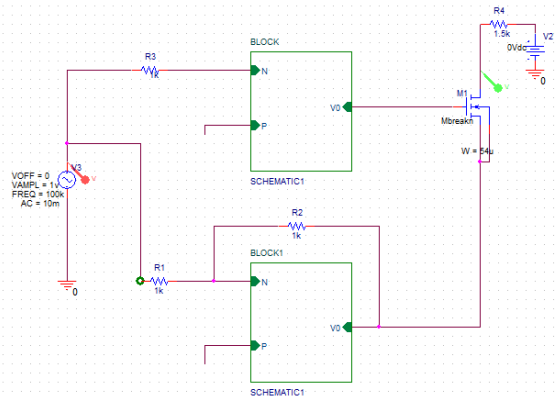 R4
1.5k
V2
0Vdc
0
BLOCK
R3
1k
N
P
V0
M1
Mbreakn
V
W = 54u
SCHEMATIC1
V3
V
VOFF = 0
VAMPL = 1v
FREQ = 100k
AC = 10m
R2
1k
BLOCK1
R1
1k
N
0
V0
P
SCHEMATIC1